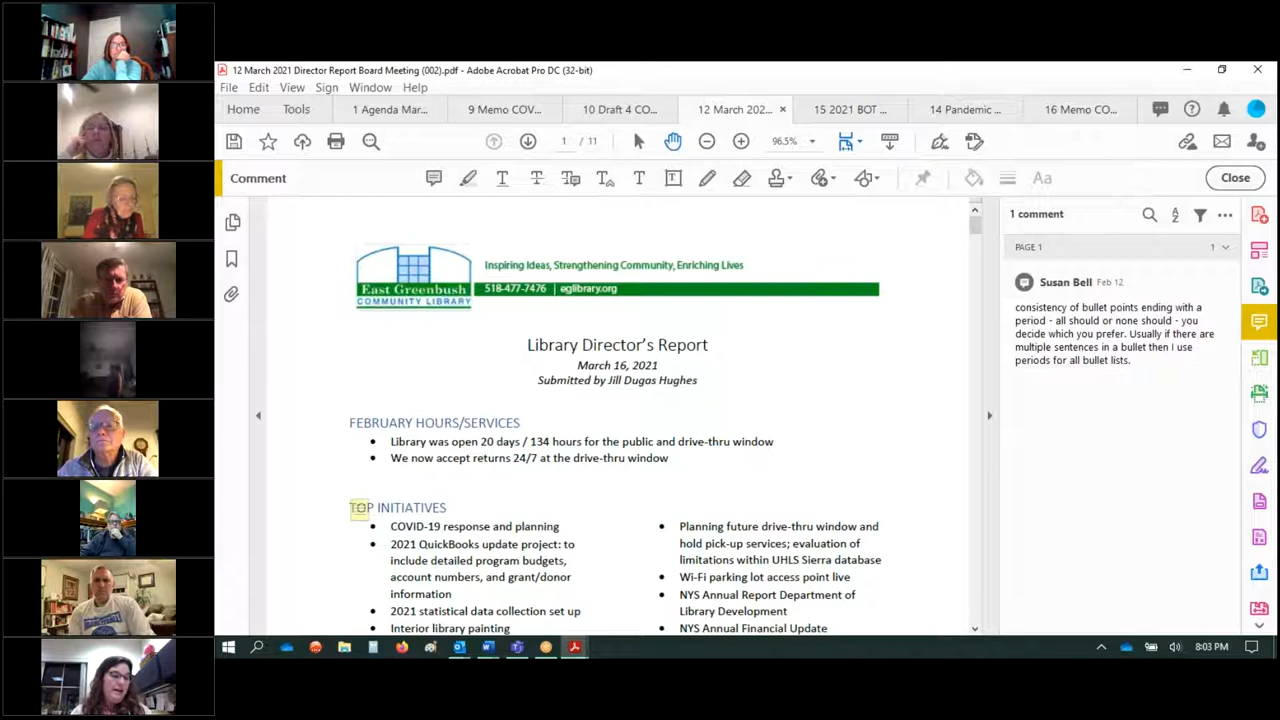 12 March 2021 Director Report Board Meeting (002).pdf - Adobe Acrobat Pro DC (32-bit)
File Edit View Window Help
Home Tools 1 Agenda Mar... 9 Memo COV... 10 Draft 4 CO... 12 March 202... × 15 2021 BOT ... 14 Pandemic ... 16 Memo CO...
1 / 11 96.5%
Comment Close
1 comment
PAGE 1 1
Susan Bell Feb 12
consistency of bullet points ending with a
period - all should or none should - you
decide which you prefer. Usually if there are
multiple sentences in a bullet then I use
periods for all bullet lists.
Inspiring Ideas, Strengthening Community, Enriching Lives
East Greenbush
COMMUNITY LIBRARY
518-477-7476 | eglibrary.org
Library Director's Report
March 16, 2021
Submitted by Jill Dugas Hughes
FEBRUARY HOURS/SERVICES
• Library was open 20 days / 134 hours for the public and drive-thru window
• We now accept returns 24/7 at the drive-thru window
TOP INITIATIVES
• COVID-19 response and planning
• 2021 QuickBooks update project: to
include detailed program budgets,
account numbers, and grant/donor
information
• 2021 statistical data collection set up
• Interior library painting
• Planning future drive-thru window and
hold pick-up services; evaluation of
limitations within UHLS Sierra database
• Wi-Fi parking lot access point live
• NYS Annual Report Department of
Library Development
• NYS Annual Financial Update
8:03 PM